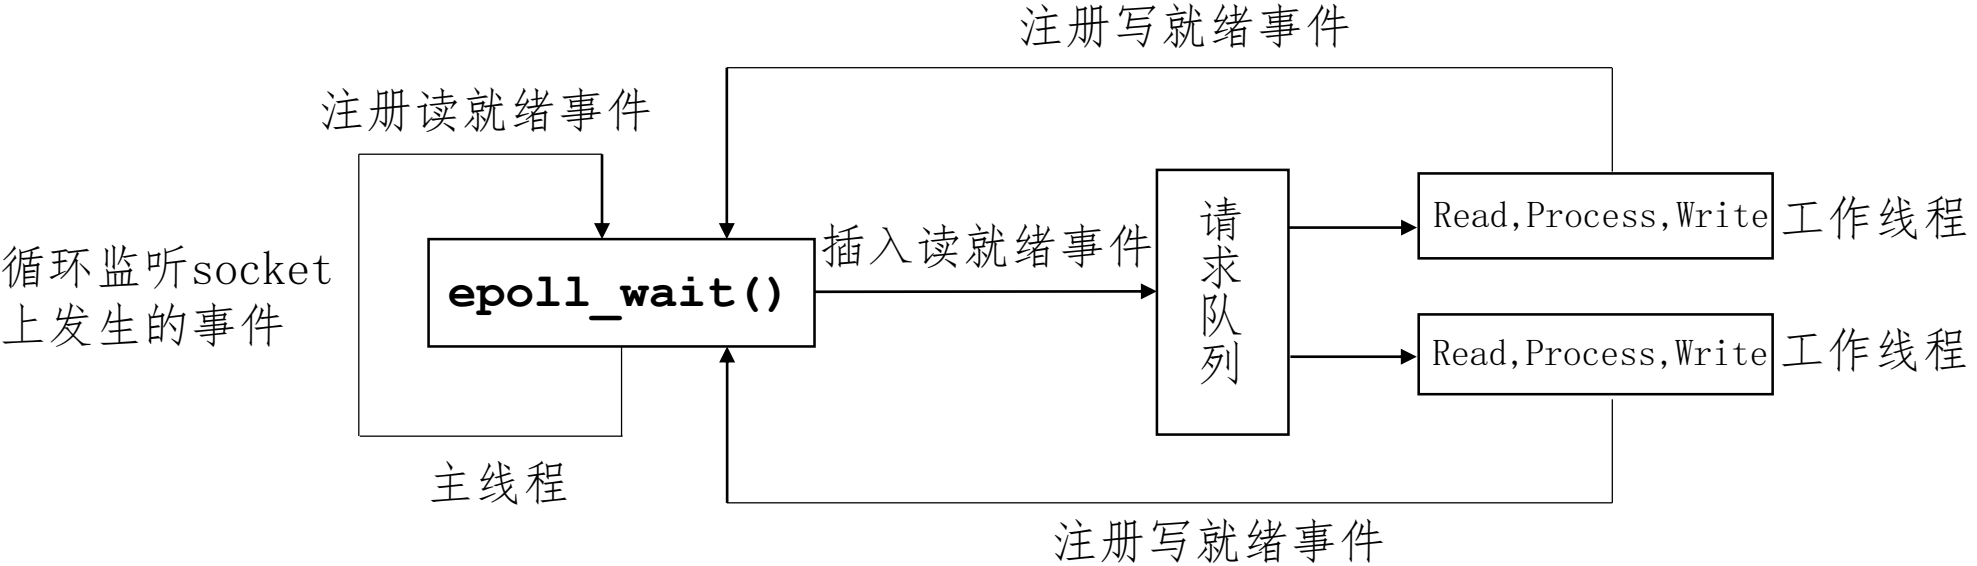 注册写就绪事件
注册读就绪事件
循环监听socket
上发生的事件
epoll_wait()
插入读就绪事件
请
求
队
列
Read,Process,Write
工作线程
Read,Process,Write
工作线程
主线程
注册写就绪事件